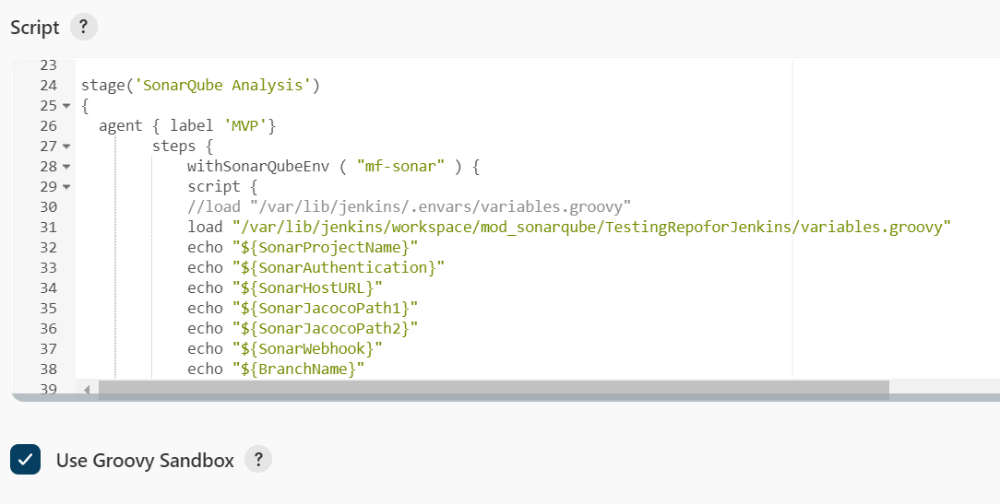 Script ?
23
24 stage('SonarQube Analysis')
25 {
26 agent { label 'MVP'}
27 steps {
28 withSonarQubeEnv ( "mf-sonar" ) {
29 script {
30 //load "/var/lib/jenkins/.envars/variables.groovy"
31 load "/var/lib/jenkins/workspace/mod_sonarqube/TestingRepoforJenkins/variables.groovy"
32 echo "${SonarProjectName}"
33 echo "${SonarAuthentication}"
34 echo "${SonarHostURL}"
35 echo "${SonarJacocoPath1}"
36 echo "${SonarJacocoPath2}"
37 echo "${SonarWebhook}"
38 echo "${BranchName}"
39
Use Groovy Sandbox ?